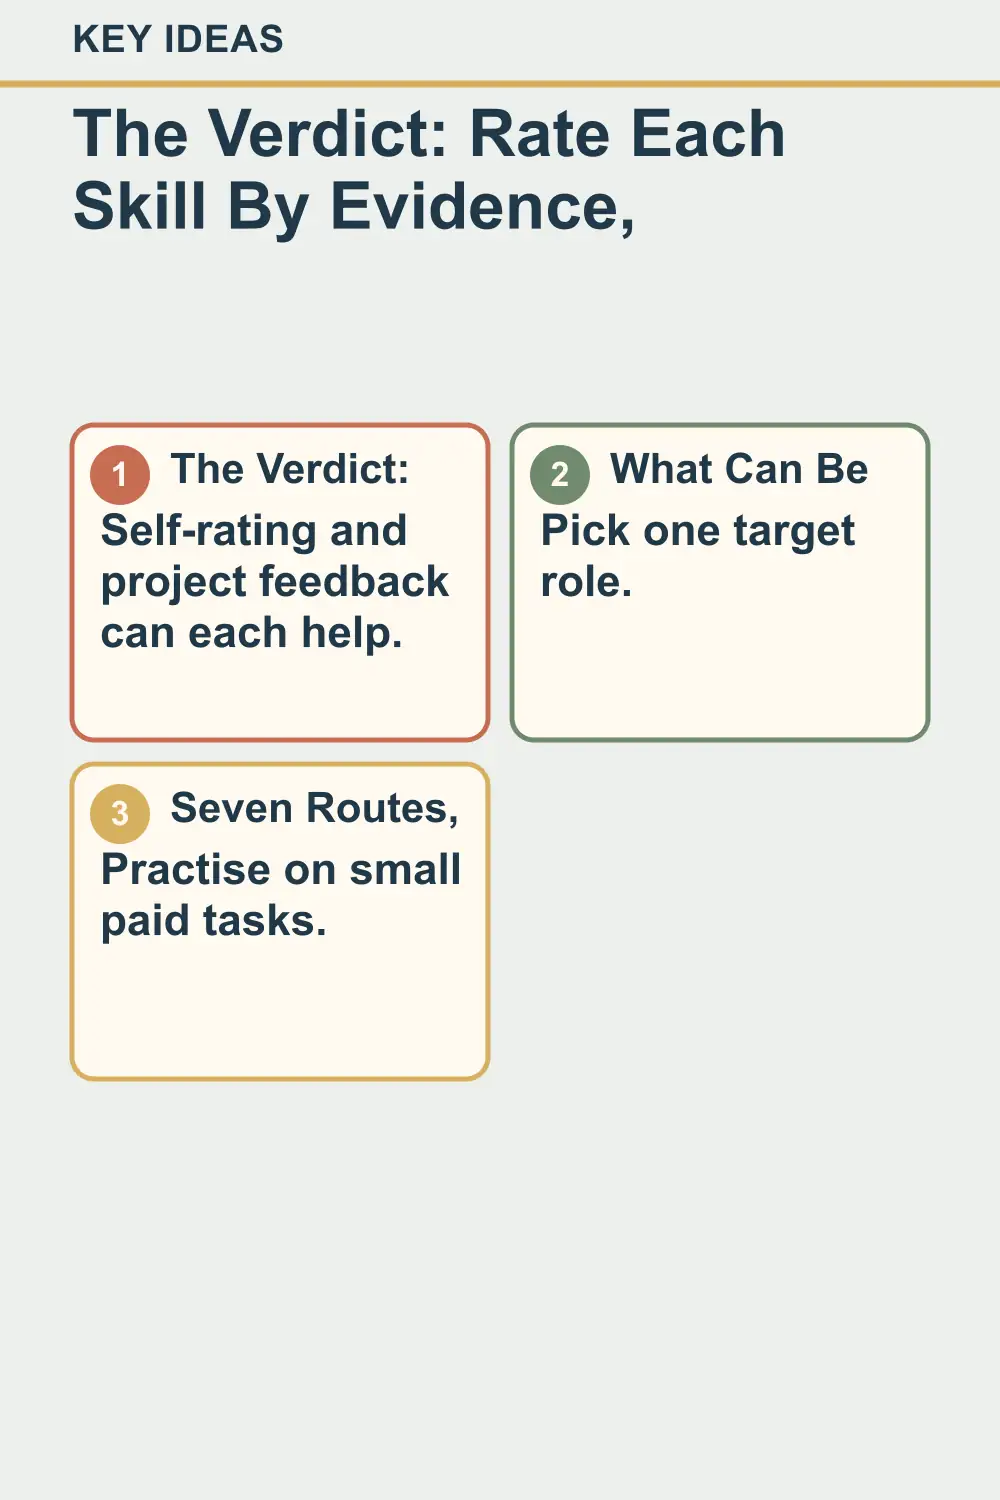 KEY IDEAS
The Verdict: Rate Each
Skill By Evidence,
1 The Verdict:
Self-rating and
project feedback
can each help.
2 What Can Be
Pick one target
role.
3 Seven Routes,
Practise on small
paid tasks.